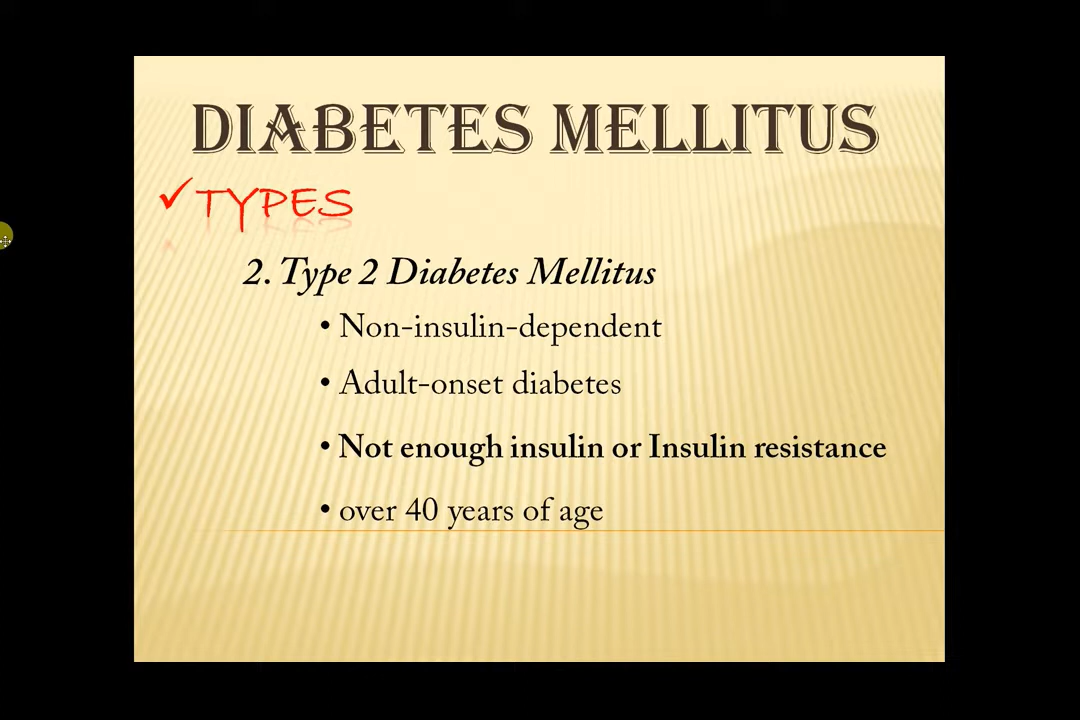 DIABETES MELLITUS
✓TYPES
2. Type 2 Diabetes Mellitus
• Non-insulin-dependent
• Adult-onset diabetes
• Not enough insulin or Insulin resistance
• over 40 years of age